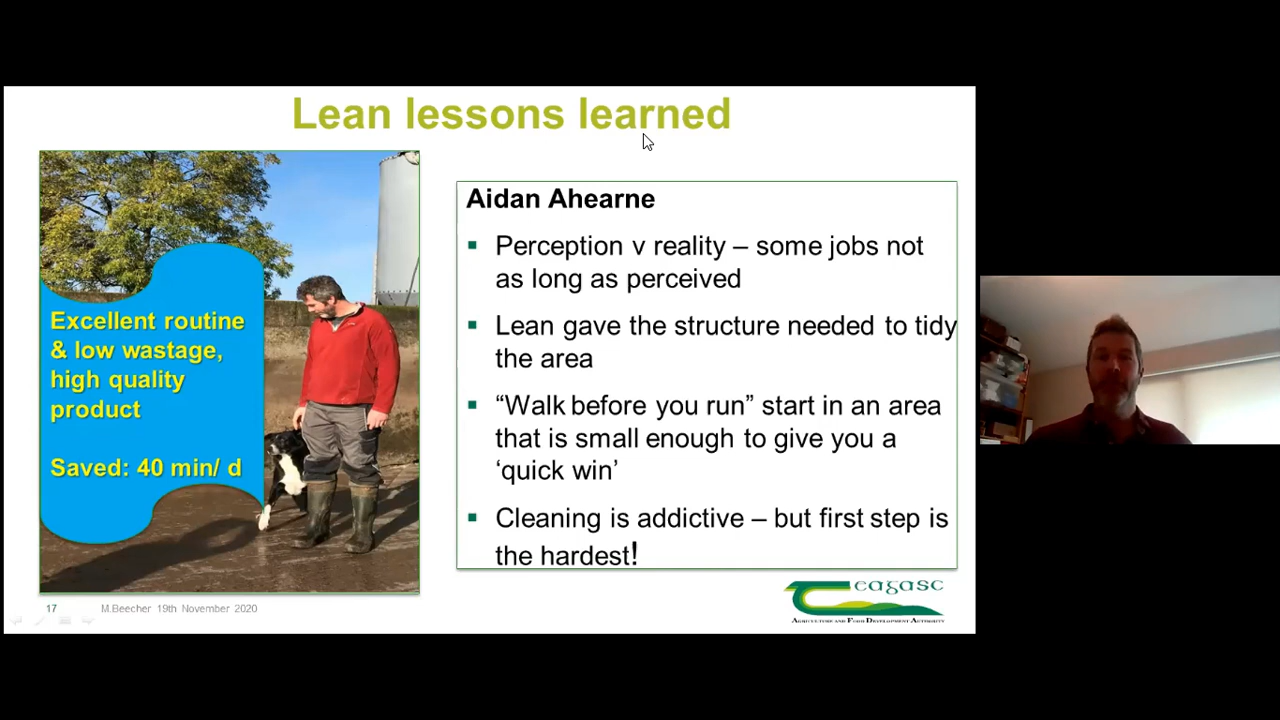 Lean lessons learned
Excellent routine
& low wastage,
high quality
product
Saved: 40 min/ d
Aidan Ahearne
▪ Perception v reality – some jobs not
as long as perceived
▪ Lean gave the structure needed to tidy
the area
▪ “Walk before you run” start in an area
that is small enough to give you a
‘quick win’
▪ Cleaning is addictive – but first step is
the hardest!
17
M.Beecher 19th November 2020
Teagasc
Agriculture and Food Development Authority